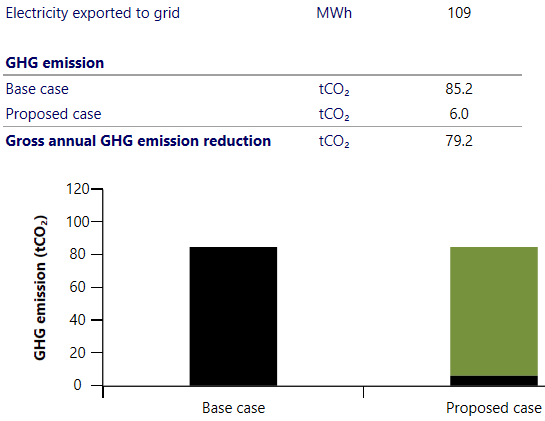 Electricity exported to grid MWh 109
GHG emission
Base case tCO₂ 85.2
Proposed case tCO₂ 6.0
Gross annual GHG emission reduction tCO₂ 79.2
GHG emission (tCO₂)
120
100
80
60
40
20
0
Base case Proposed case